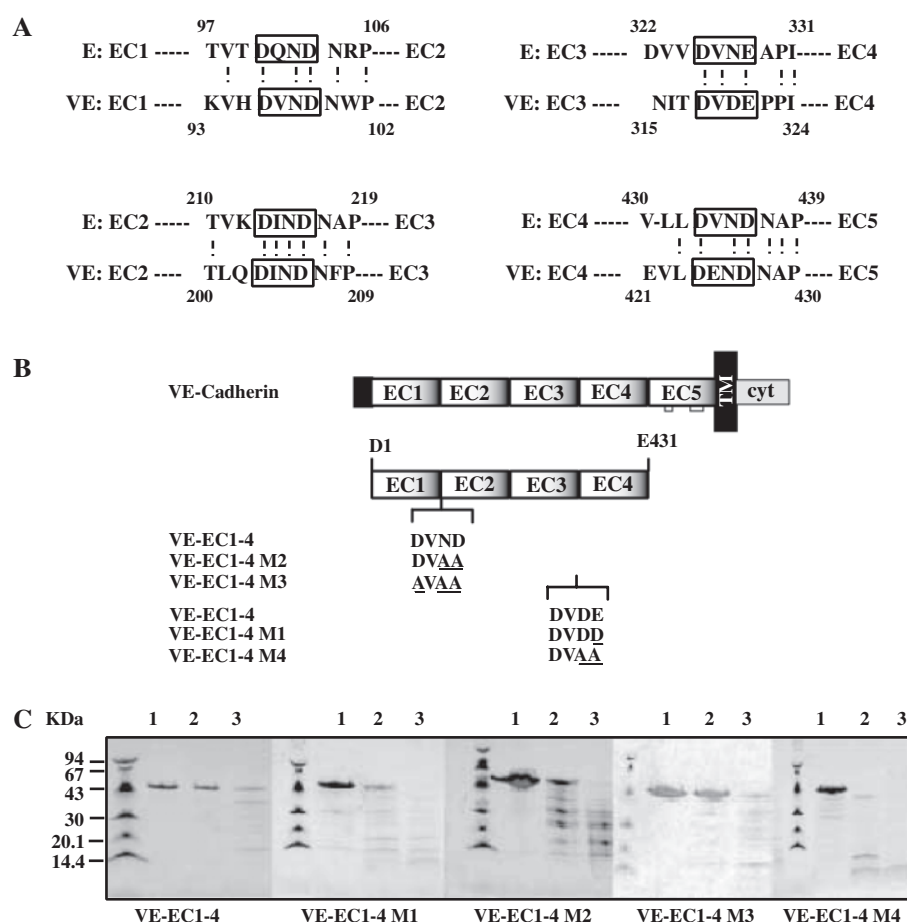 A
97 106
E: EC1 ----- TVT DQND NRP ----- EC2
VE: EC1 ----- KVH DVND NWP --- EC2
93 102
322 331
E: EC3 ----- DVV DVNE API ----- EC4
VE: EC3 ----- NIT DVDE PPI ---- EC4
315 324
210 219
E: EC2 ----- TVK DIND NAP ---- EC3
VE: EC2 ----- TLQ DIND NFP ---- EC3
200 209
430 439
E: EC4 ----- V-LL DVND NAP ---- EC5
VE: EC4 ----- EVL DEND NAP ---- EC5
421 430
B
VE-Cadherin EC1 EC2 EC3 EC4 EC5 TM cyt
D1 E431
EC1 EC2 EC3 EC4
VE-EC1-4 DVND
VE-EC1-4 M2 DVAA
VE-EC1-4 M3 AVAA
VE-EC1-4 DVDE
VE-EC1-4 M1 DVDD
VE-EC1-4 M4 DVAA
C KDa 1 2 3 1 2 3 1 2 3 1 2 3 1 2 3
94
67
43
30
20.1
14.4
VE-EC1-4 VE-EC1-4 M1 VE-EC1-4 M2 VE-EC1-4 M3 VE-EC1-4 M4